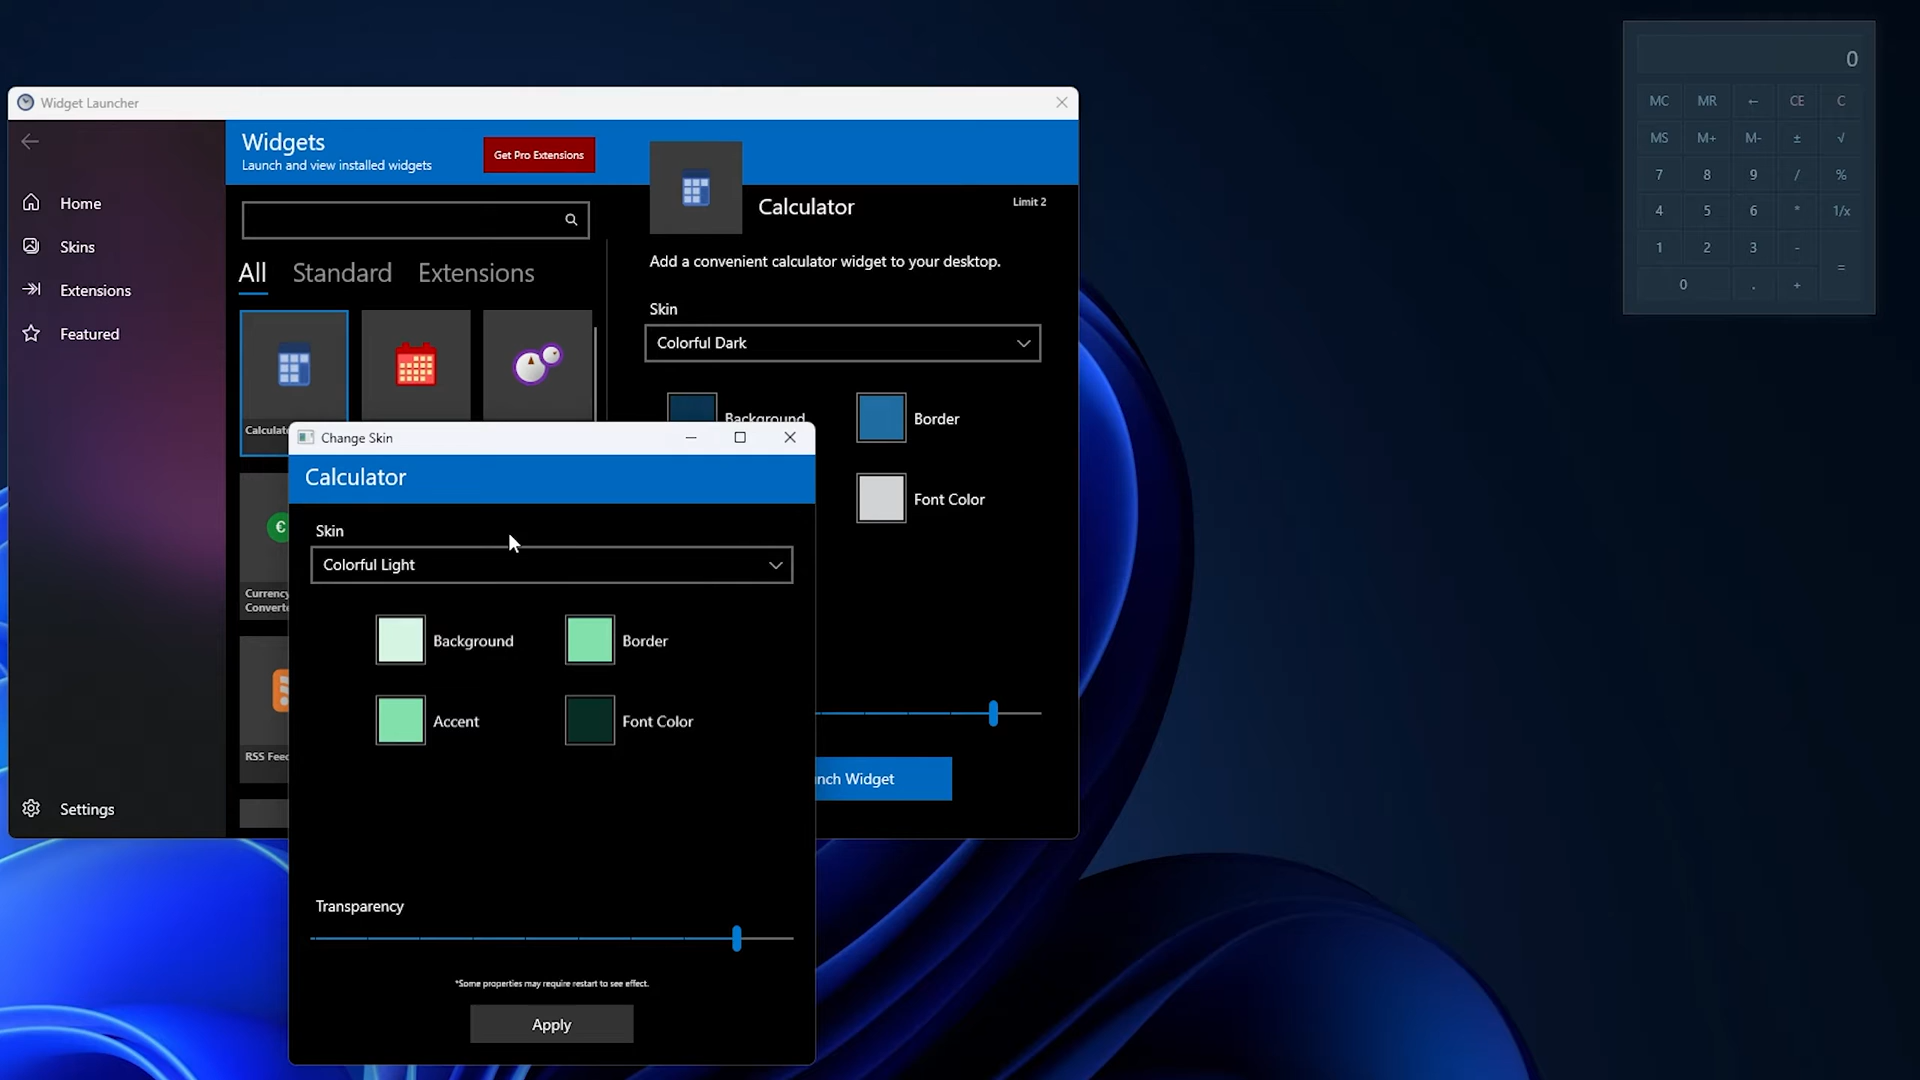 Widget Launcher
Home
Skins
Extensions
Featured
Settings
Widgets
Launch and view installed widgets
Get Pro Extensions
All Standard Extensions
Currency
RSS
Calculator
Limit 2
Add a convenient calculator widget to your desktop.
Skin
Colorful Dark
Background
Border
Font Color
Widget
Change Skin
Calculator
Skin
Colorful Light
Background
Border
Accent
Font Color
Transparency
*Some properties may require restart to see effect.
Apply
0
MC MR ← CE C
MS M+ M- ± √
7 8 9 / %
4 5 6 * 1/x
1 2 3 - =
0 . +